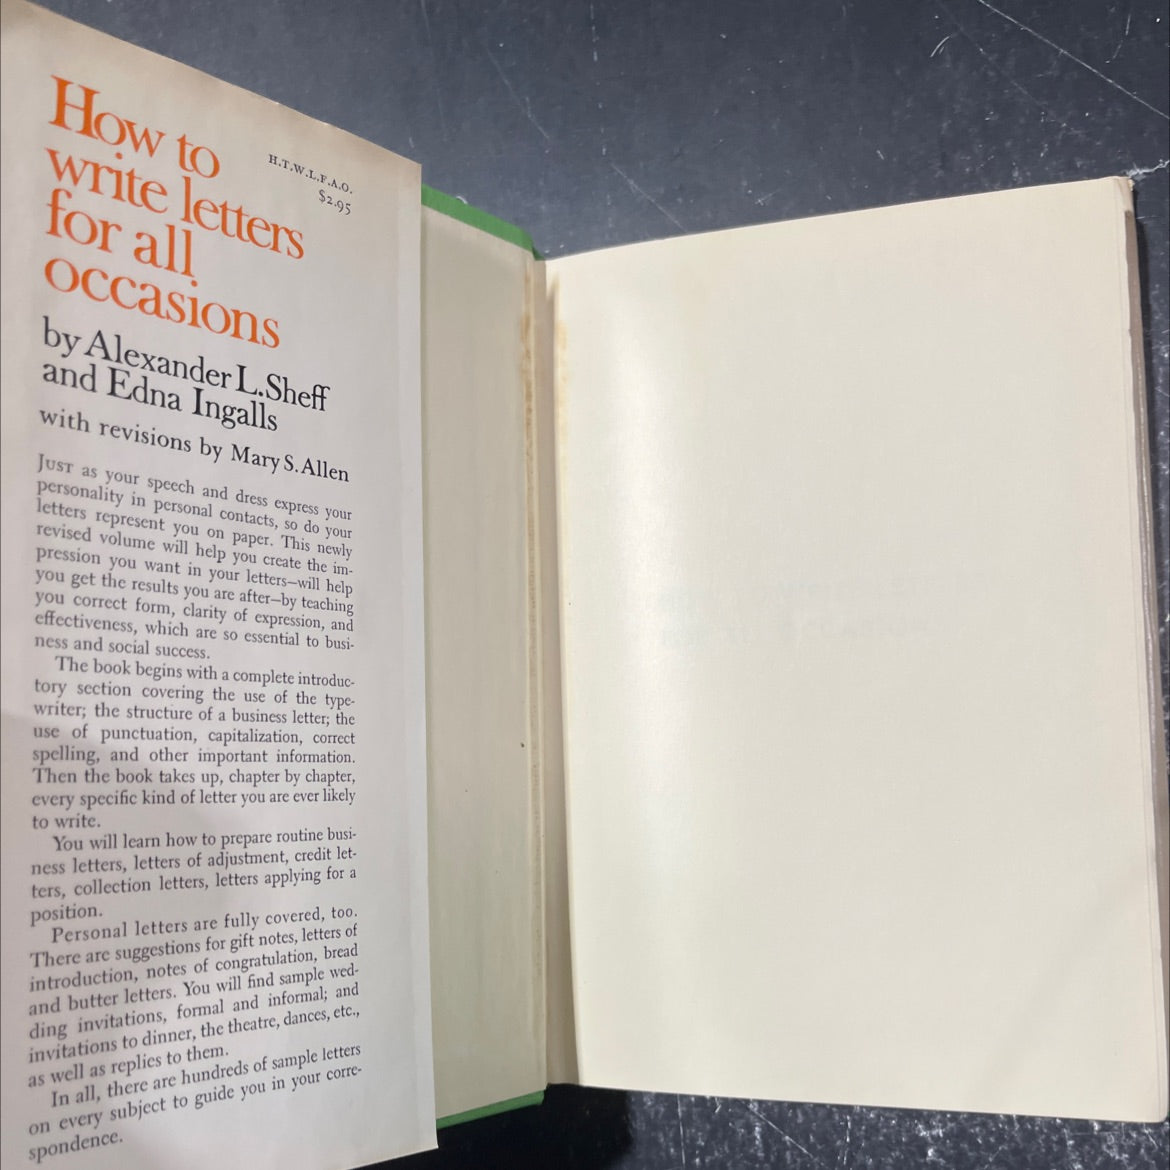 How to
write letters
for all
occasions
H.T.W.L.F.A.O.
$2.95
by Alexander L. Sheff
and Edna Ingalls
with revisions by Mary S. Allen
JUST as your speech and dress express your
personality in personal contacts, so do your
letters represent you on paper. This newly
revised volume will help you create the im-
pression you want in your letters—will help
you get the results you are after—by teaching
you correct form, clarity of expression, and
effectiveness, which are so essential to busi-
ness and social success.
The book begins with a complete introduc-
tory section covering the use of the type-
writer; the structure of a business letter; the
use of punctuation, capitalization, correct
spelling, and other important information.
Then the book takes up, chapter by chapter,
every specific kind of letter you are ever likely
to write.
You will learn how to prepare routine busi-
ness letters, letters of adjustment, credit let-
ters, collection letters, letters applying for a
position.
Personal letters are fully covered, too.
There are suggestions for gift notes, letters of
introduction, notes of congratulation, bread
and butter letters. You will find sample wed-
ding invitations, formal and informal; and
invitations to dinner, the theatre, dances, etc.,
as well as replies to them.
In all, there are hundreds of sample letters
on every subject to guide you in your corre-
spondence.